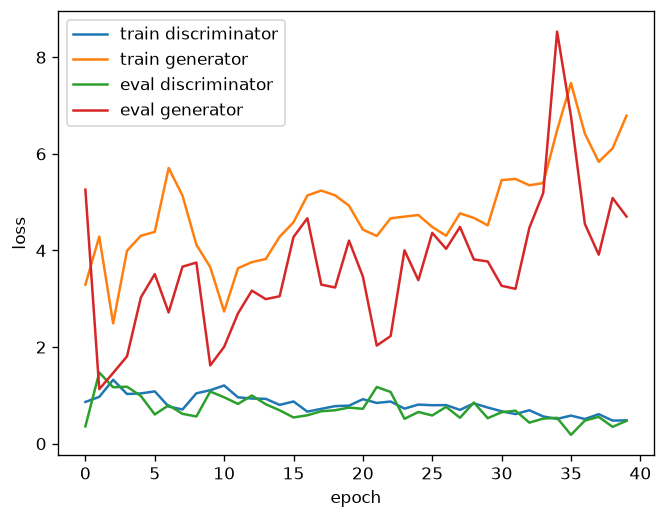 train discriminator
train generator
eval discriminator
eval generator
8
6
4
2
0
loss
0 5 10 15 20 25 30 35 40
epoch